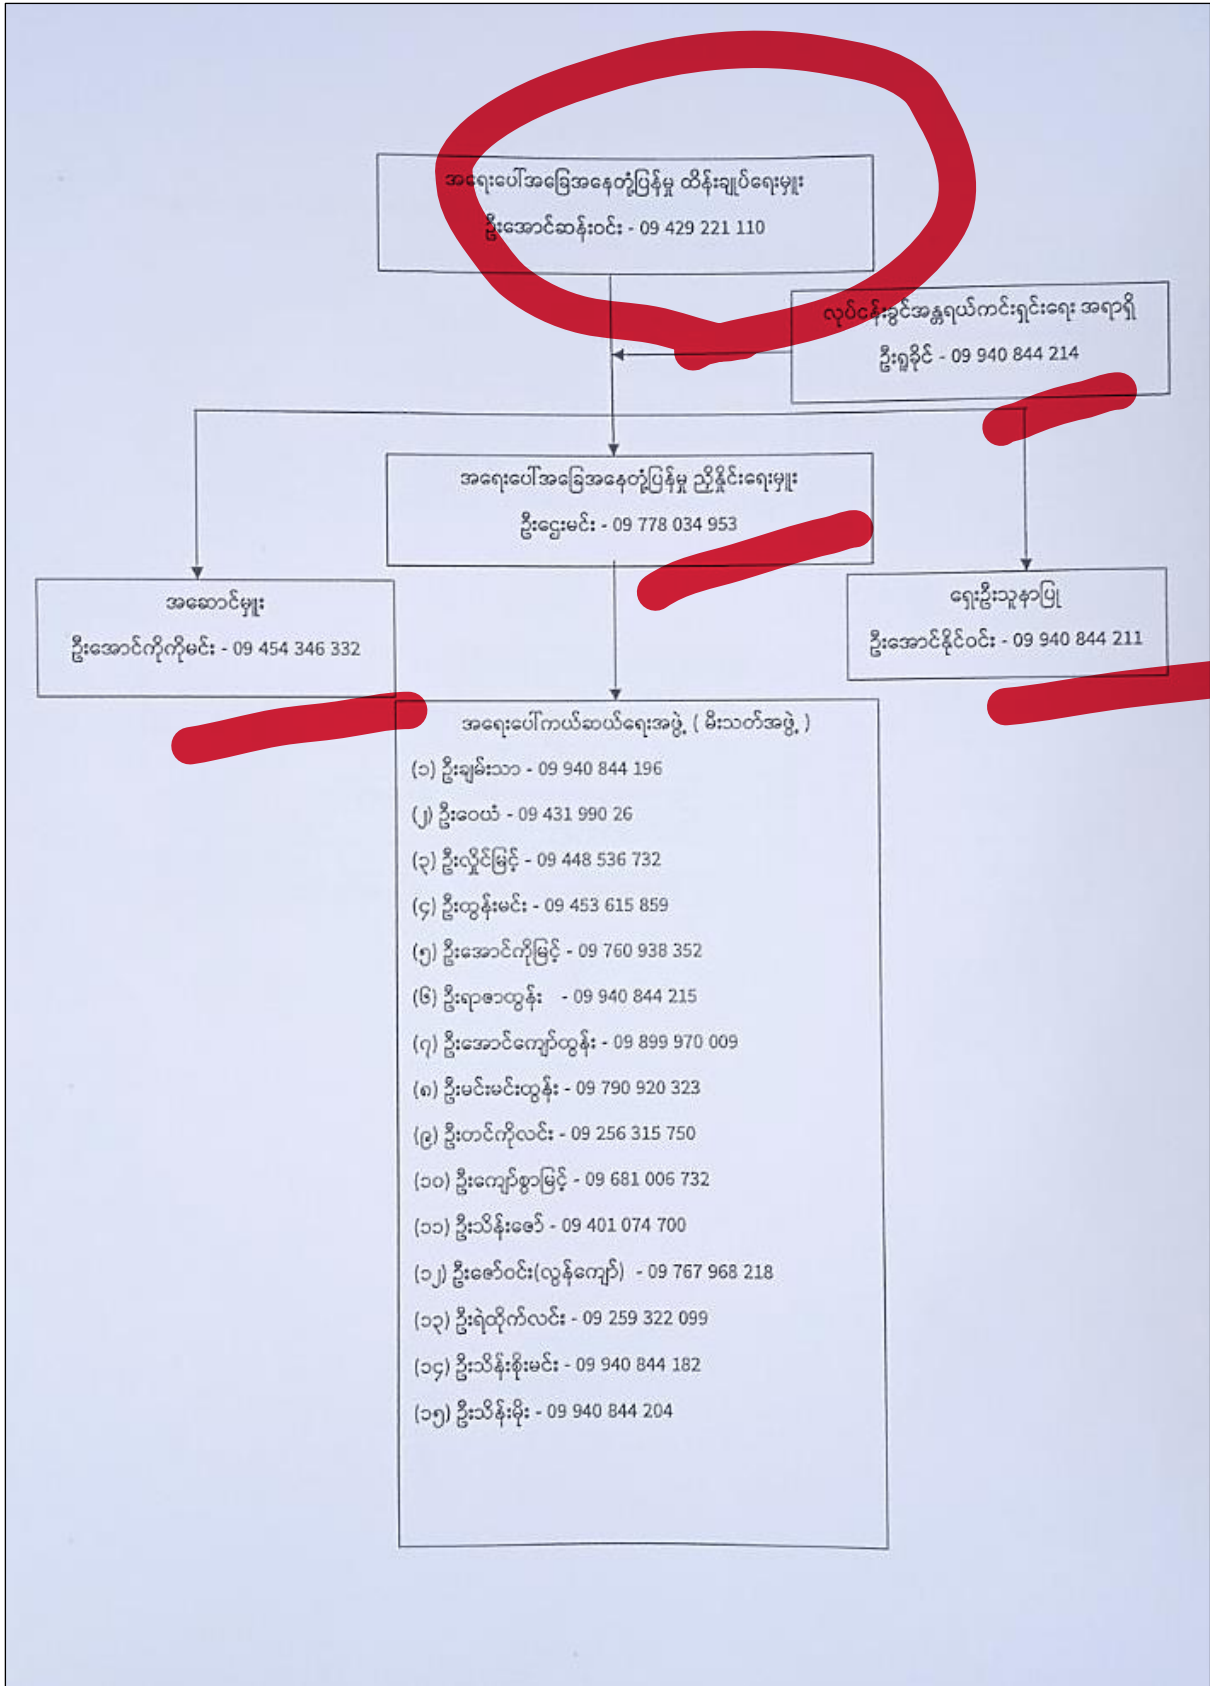 အရေးပေါ်အခြေအနေတုံ့ပြန်မှု ထိန်းချုပ်ရေးမှူး
ဦးအောင်ဆန်းဝင်း - 09 429 221 110
လုပ်ငန်းခွင်အန္တရာယ်ကင်းရှင်းရေး အရာရှိ
ဦးရူခိုင် - 09 940 844 214
အရေးပေါ်အခြေအနေတုံ့ပြန်မှု ညှိနှိုင်းရေးမှူး
ဦးဌေးမင်း - 09 778 034 953
အဆောင်မှူး
ဦးအောင်ကိုကိုမင်း - 09 454 346 332
ရှေးဦးသူနာပြု
ဦးအောင်နိုင်ဝင်း - 09 940 844 211
အရေးပေါ်ကယ်ဆယ်ရေးအဖွဲ့ ( မီးသတ်အဖွဲ့ )
(၁) ဦးချမ်းသာ - 09 940 844 196
(၂) ဦးဝေယံ - 09 431 990 26
(၃) ဦးလှိုင်မြင့် - 09 448 536 732
(၄) ဦးထွန်းမင်း - 09 453 615 859
(၅) ဦးအောင်ကိုမြင့် - 09 760 938 352
(၆) ဦးရာဇာထွန်း - 09 940 844 215
(၇) ဦးအောင်ကျော်ထွန်း - 09 899 970 009
(၈) ဦးမင်းမင်းထွန်း - 09 790 920 323
(၉) ဦးတင်ကိုလင်း - 09 256 315 750
(၁၀) ဦးကျော်စွာမြင့် - 09 681 006 732
(၁၁) ဦးသိန်းဇော် - 09 401 074 700
(၁၂) ဦးဇော်ဝင်း(လွန်ကျော်) - 09 767 968 218
(၁၃) ဦးရဲထိုက်လင်း - 09 259 322 099
(၁၄) ဦးသိန်းစိုးမင်း - 09 940 844 182
(၁၅) ဦးသိန်းမိုး - 09 940 844 204